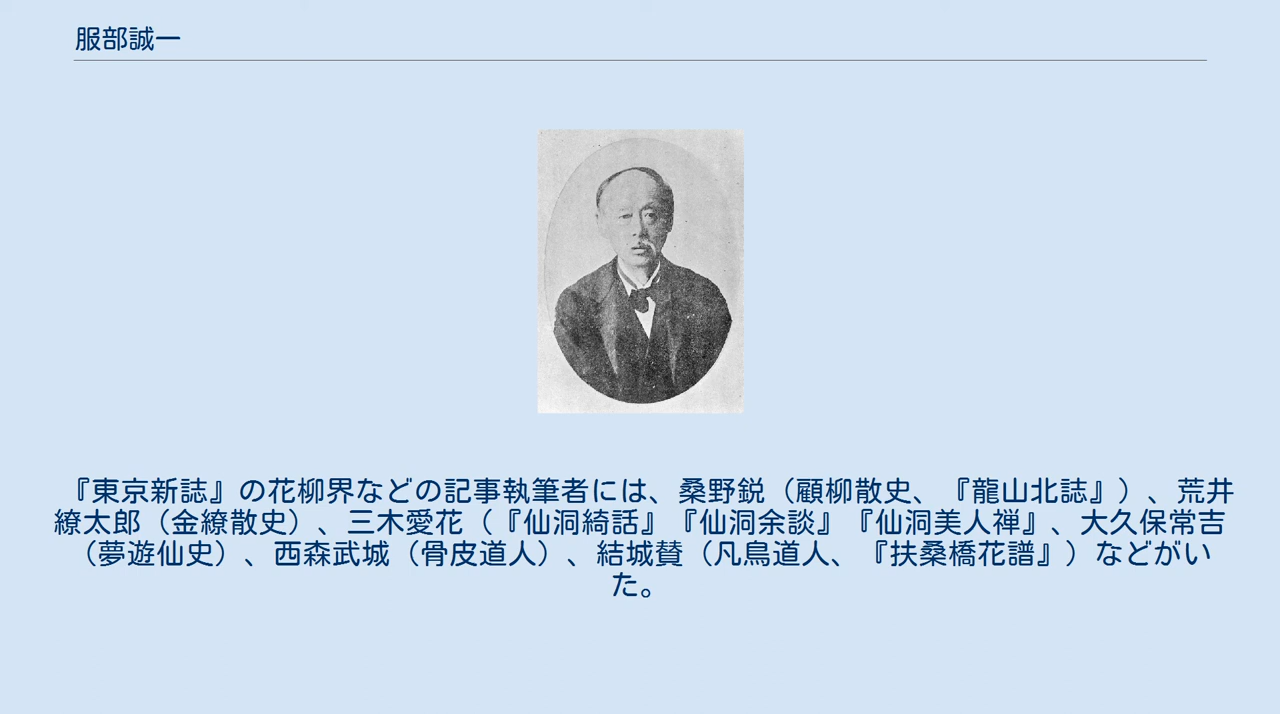 服部誠一
『東京新誌』の花柳界などの記事執筆者には、桑野鋭（顧柳散史、『龍山北誌』）、荒井
繚太郎（金繚散史）、三木愛花（『仙洞綺話』『仙洞余談』『仙洞美人禅』、大久保常吉
（夢遊仙史）、西森武城（骨皮道人）、結城賛（凡鳥道人、『扶桑橋花譜』）などがい
た。